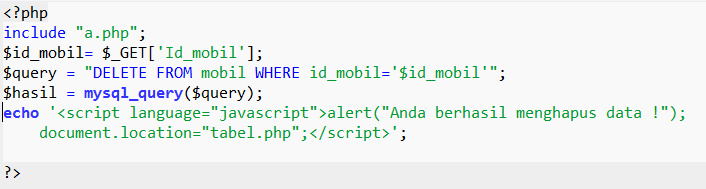 <?php
include "a.php";
$id_mobil= $_GET['Id_mobil'];
$query = "DELETE FROM mobil WHERE id_mobil='$id_mobil'";
$hasil = mysql_query($query);
echo '<script language="javascript">alert("Anda berhasil menghapus data !");
document.location="tabel.php";</script>';
?>